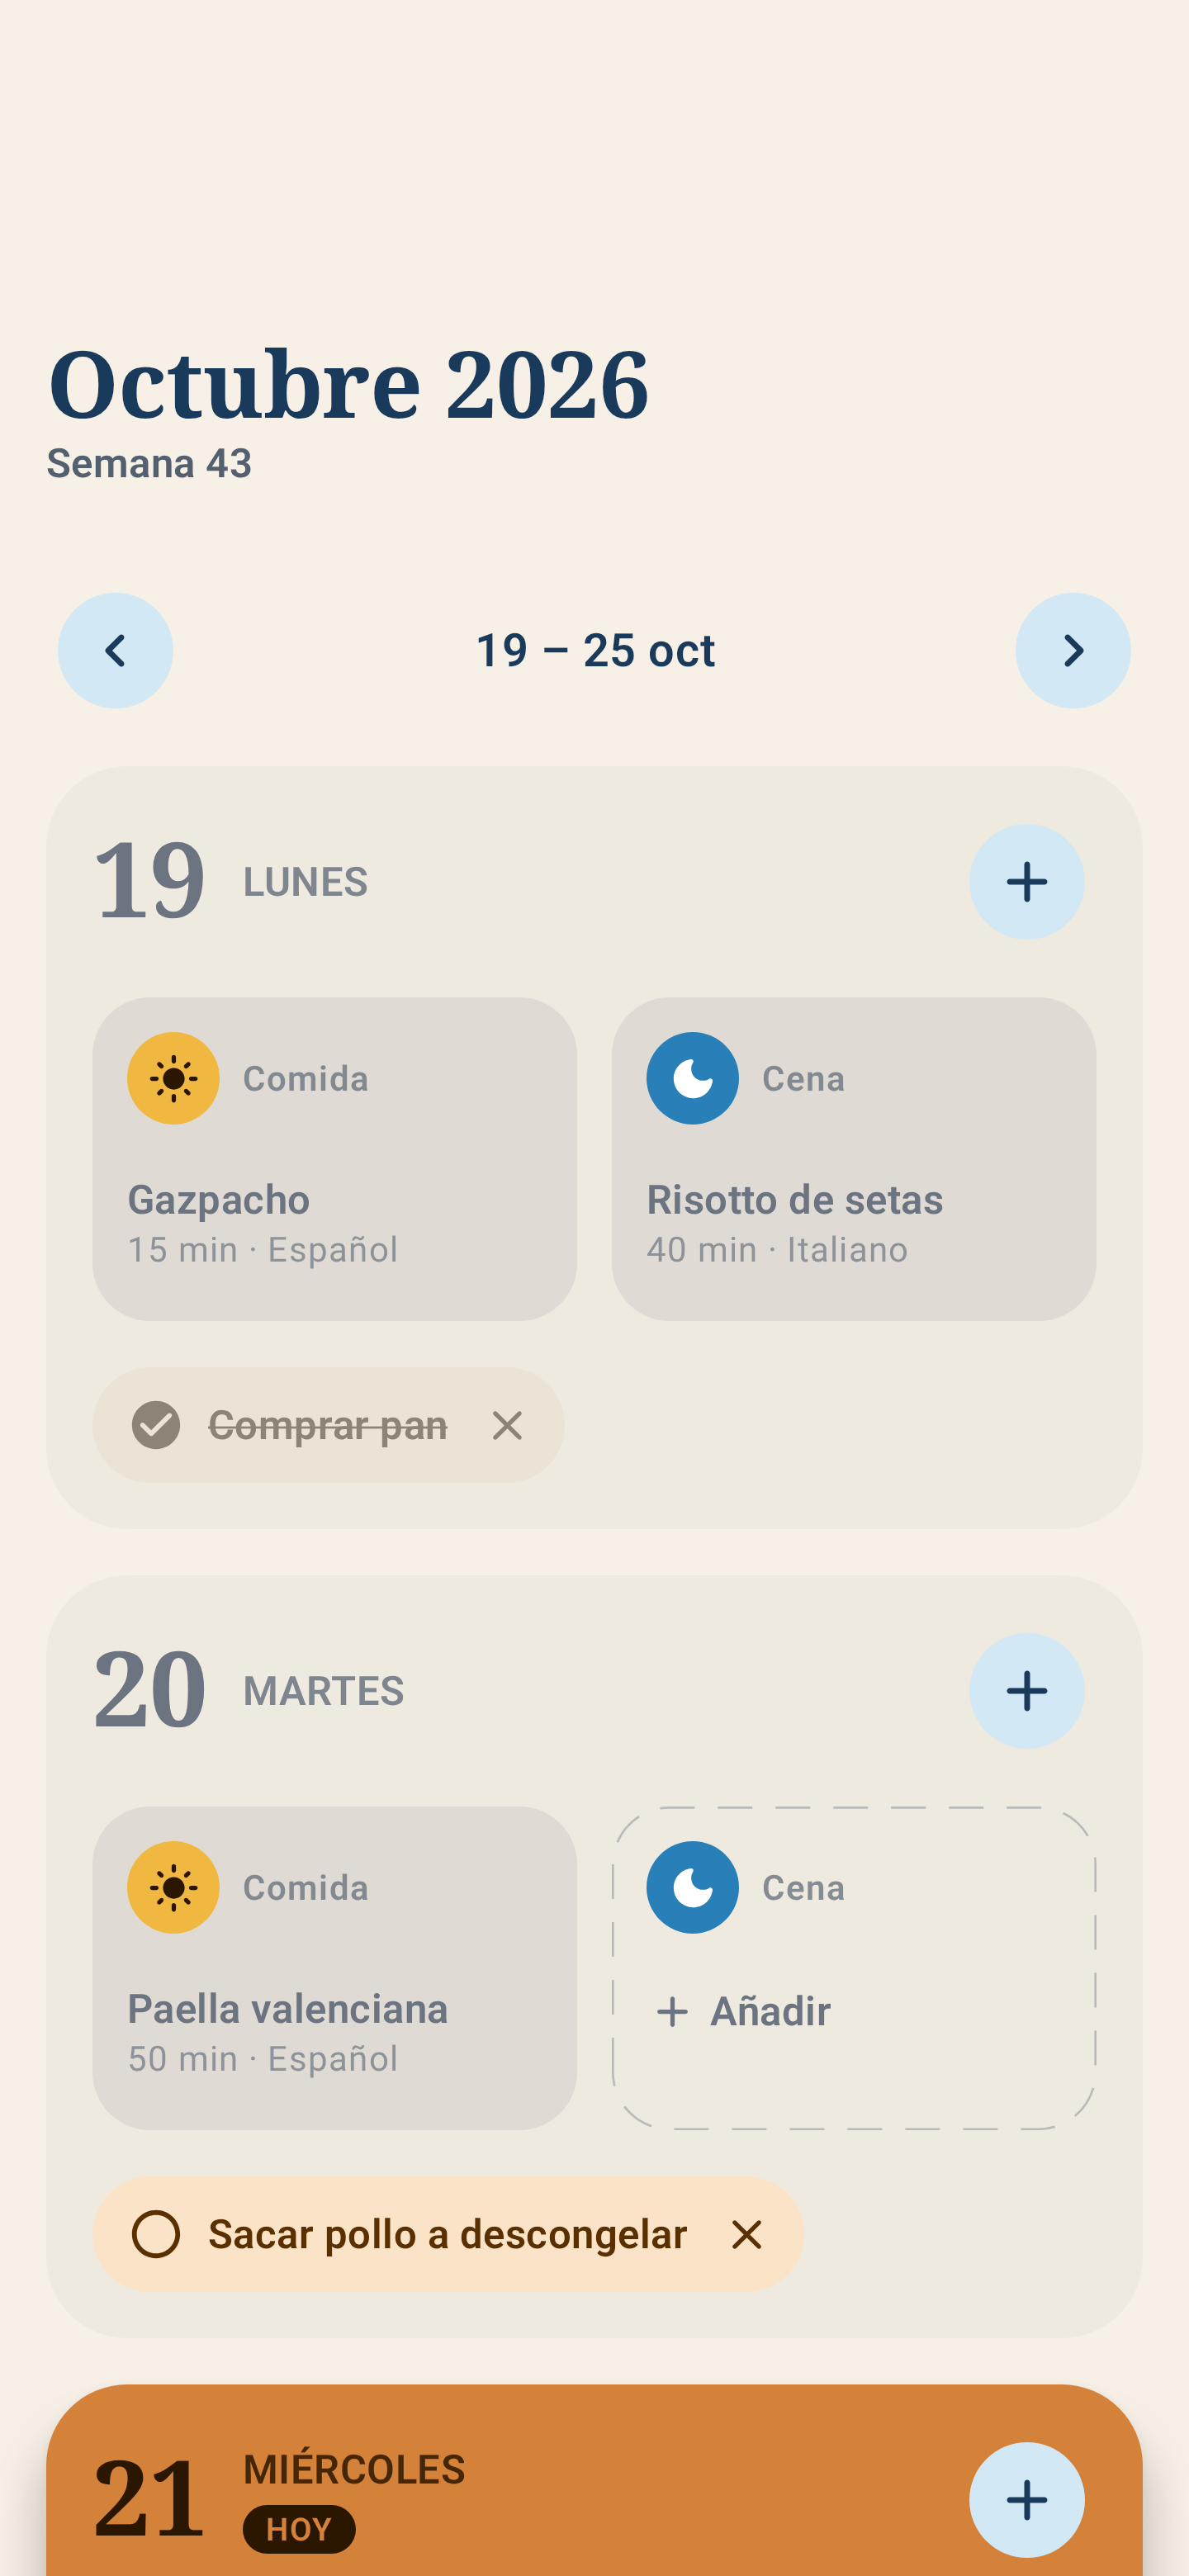 Octubre 2026
Semana 43
19 – 25 oct
19 LUNES
Comida
Gazpacho
15 min · Español
Cena
Risotto de setas
40 min · Italiano
Comprar pan
20 MARTES
Comida
Paella valenciana
50 min · Español
Cena
Añadir
Sacar pollo a descongelar
21 MIÉRCOLES
HOY